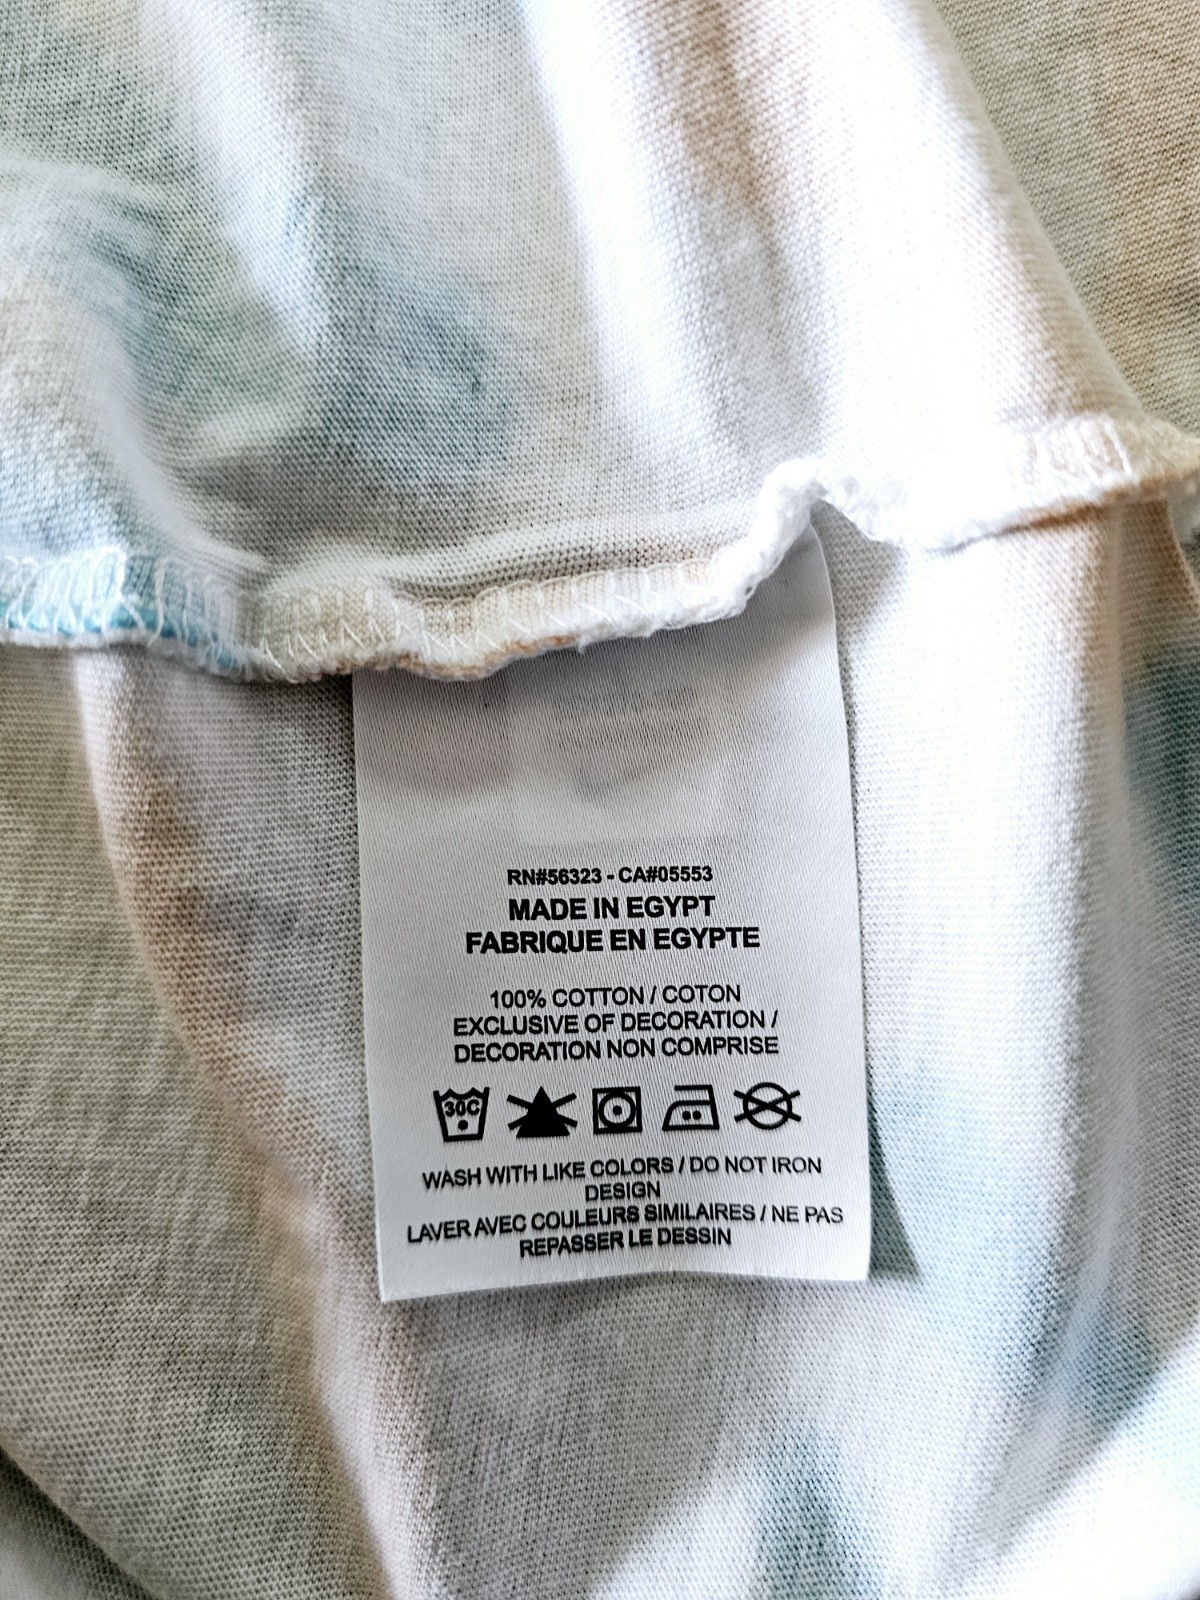 RN#56323 - CA#05553
MADE IN EGYPT
FABRIQUE EN EGYPTE
100% COTTON / COTON
EXCLUSIVE OF DECORATION /
DECORATION NON COMPRISE
30C
WASH WITH LIKE COLORS / DO NOT IRON
DESIGN
LAVER AVEC COULEURS SIMILAIRES / NE PAS
REPASSER LE DESSIN